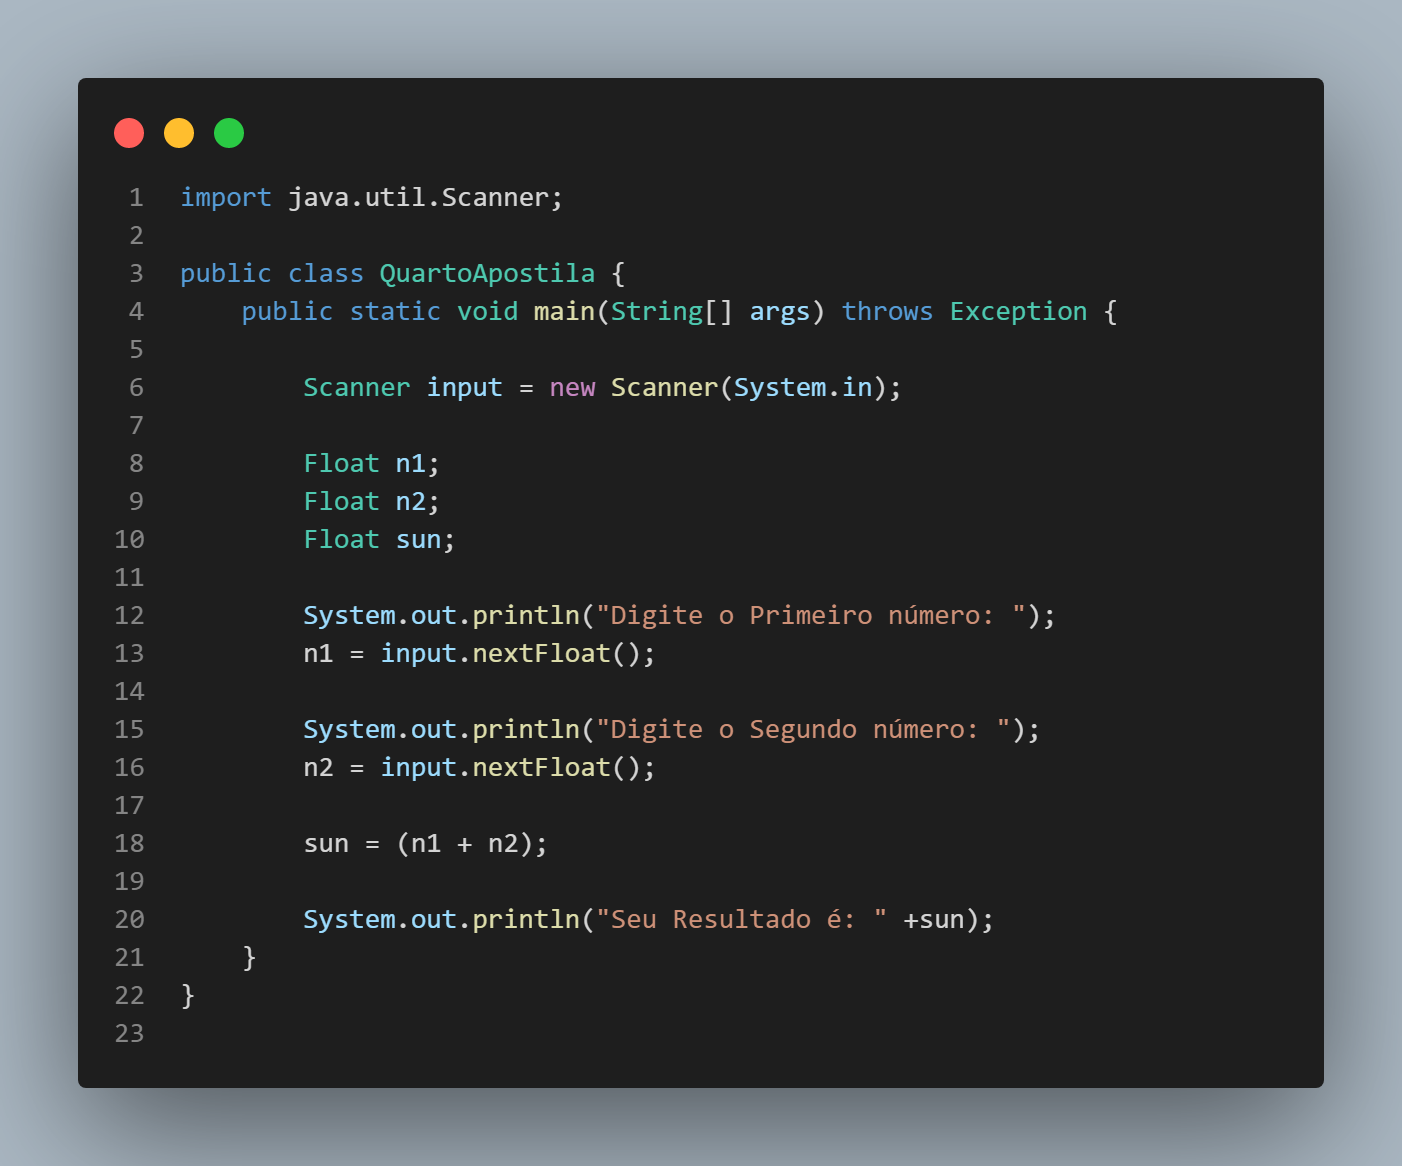 1 import java.util.Scanner;
2
3 public class QuartoApostila {
4     public static void main(String[] args) throws Exception {
5
6         Scanner input = new Scanner(System.in);
7
8         Float n1;
9         Float n2;
10         Float sun;
11
12         System.out.println("Digite o Primeiro número: ");
13         n1 = input.nextFloat();
14
15         System.out.println("Digite o Segundo número: ");
16         n2 = input.nextFloat();
17
18         sun = (n1 + n2);
19
20         System.out.println("Seu Resultado é: " +sun);
21     }
22 }
23